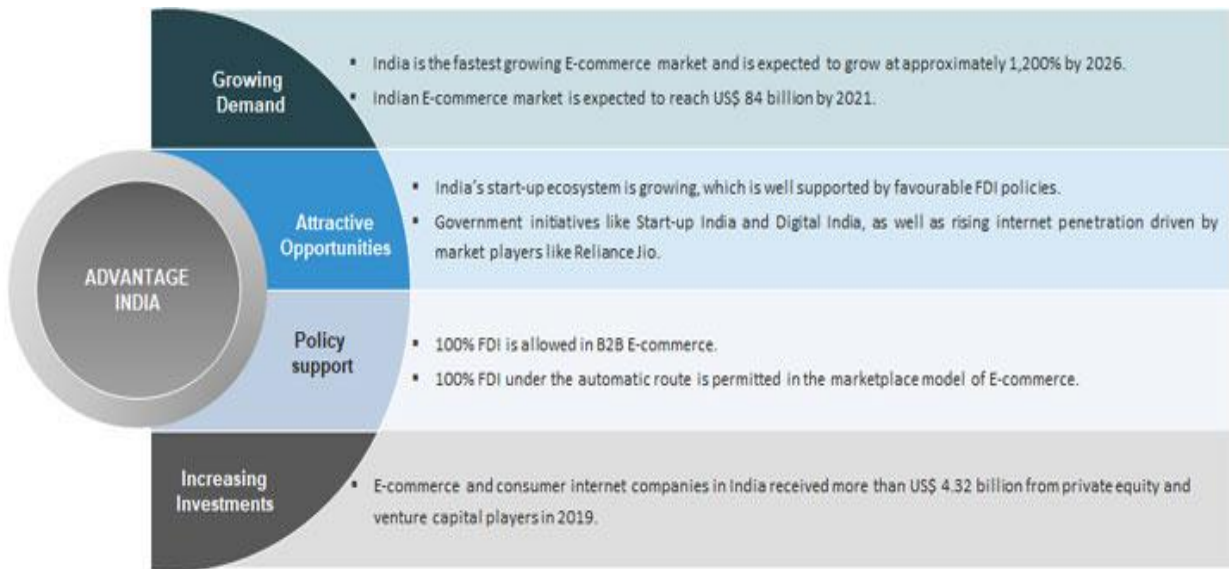 Growing
Demand
▪ India is the fastest growing E-commerce market and is expected to grow at approximately 1,200% by 2026.
▪ Indian E-commerce market is expected to reach US$ 84 billion by 2021.
ADVANTAGE
INDIA
Attractive
Opportunities
▪ India's start-up ecosystem is growing, which is well supported by favourable FDI policies.
▪ Government initiatives like Start-up India and Digital India, as well as rising internet penetration driven by
market players like Reliance Jio.
Policy
support
▪ 100% FDI is allowed in B2B E-commerce.
▪ 100% FDI under the automatic route is permitted in the marketplace model of E-commerce.
Increasing
Investments
▪ E-commerce and consumer internet companies in India received more than US$ 4.32 billion from private equity and
venture capital players in 2019.